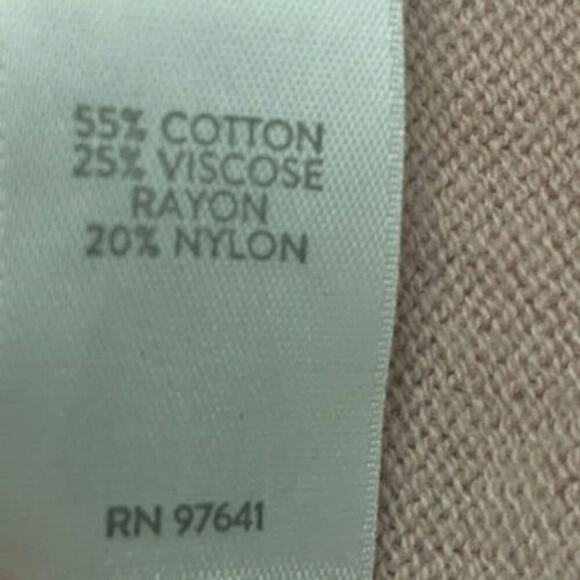 55% COTTON
25% VISCOSE
RAYON
20% NYLON
RN 97641